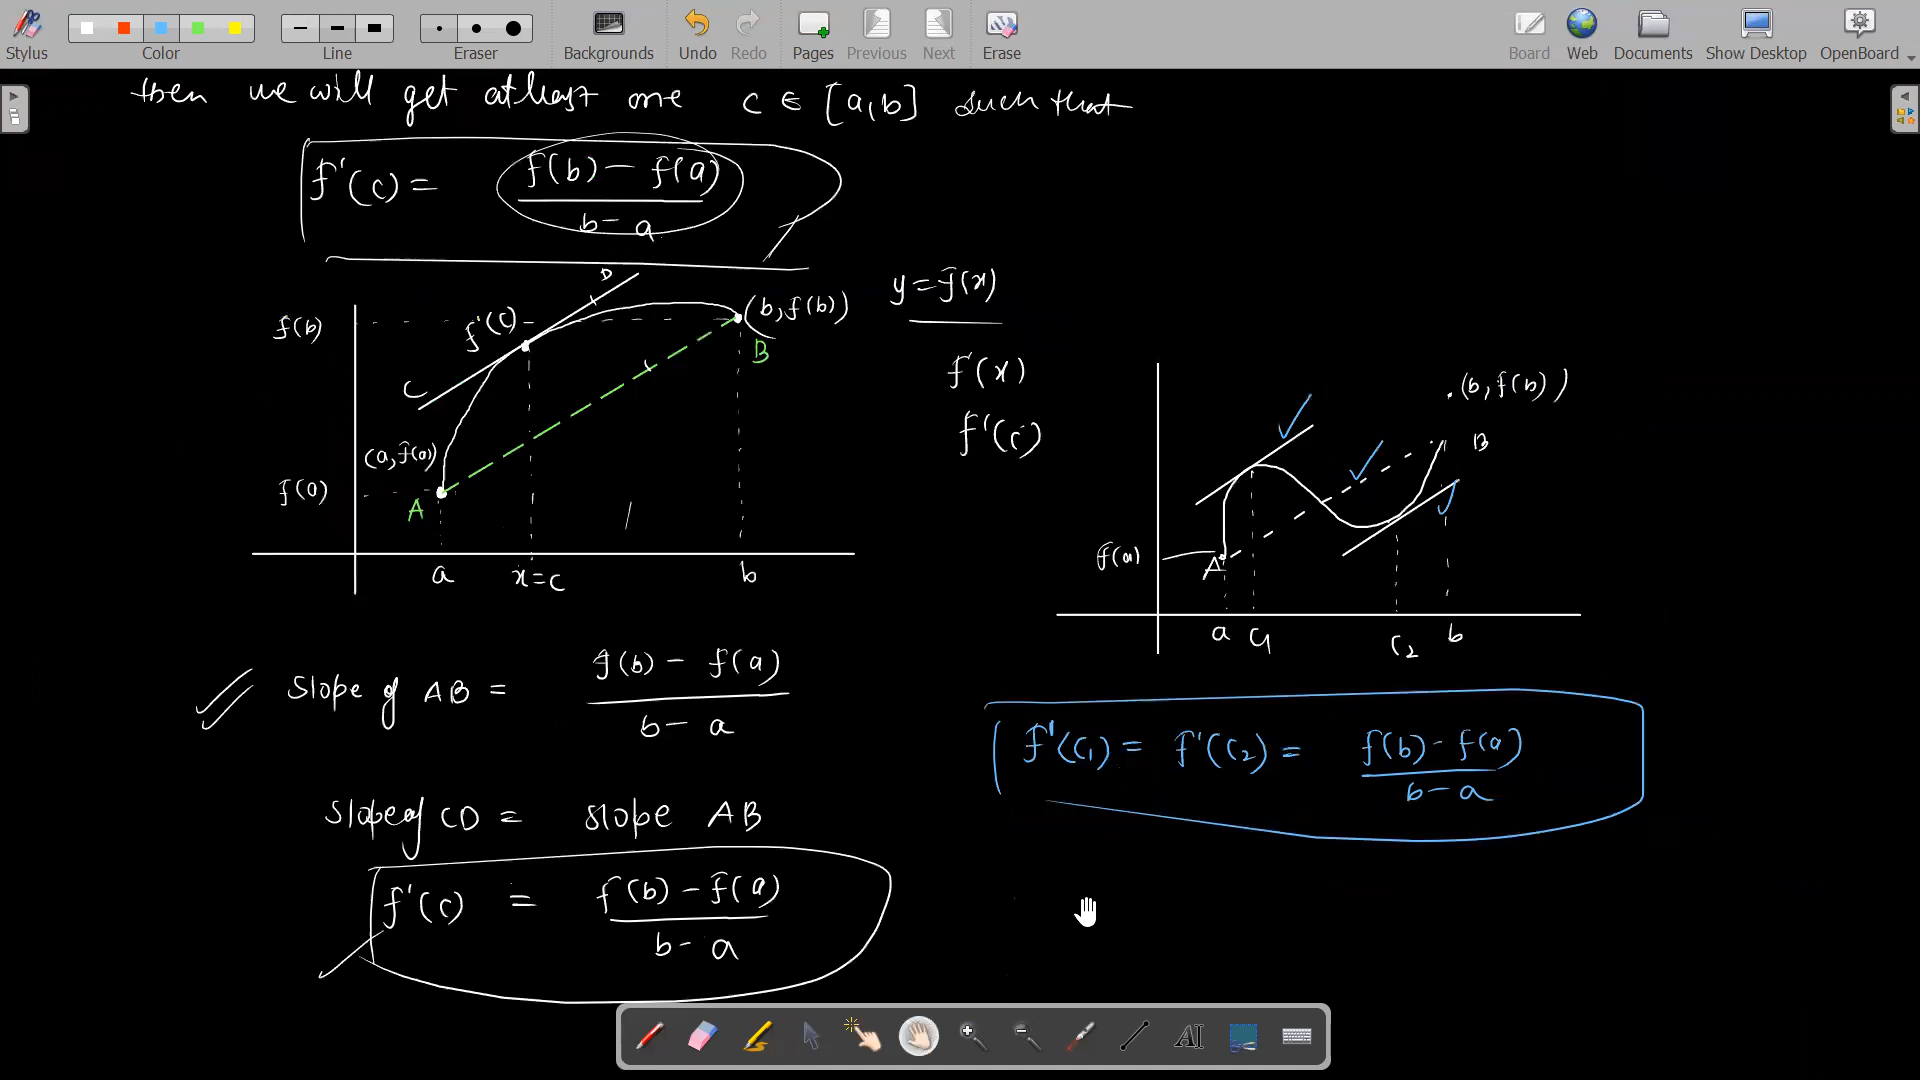 Stylus Color Line Eraser Backgrounds Undo Redo Pages Previous Next Erase Board Web Documents Show Desktop OpenBoard
then we will get atleast one c ∈ [a,b] such that
f'(c) = f(b) - f(a) / b - a
y = f(x)
f'(x)
f'(c)
D
f(b)
f'(c)
(b, f(b))
B
C
(a, f(a))
f(a)
A
a
x=c
b
.(b, f(b))
B
f(a)
A
a
C1
C2
b
Slope of AB = f(b) - f(a) / b - a
Slope of CD = slope AB
f'(c) = f(b) - f(a) / b - a
f'(C1) = f'(C2) = f(b) - f(a) / b - a
AI